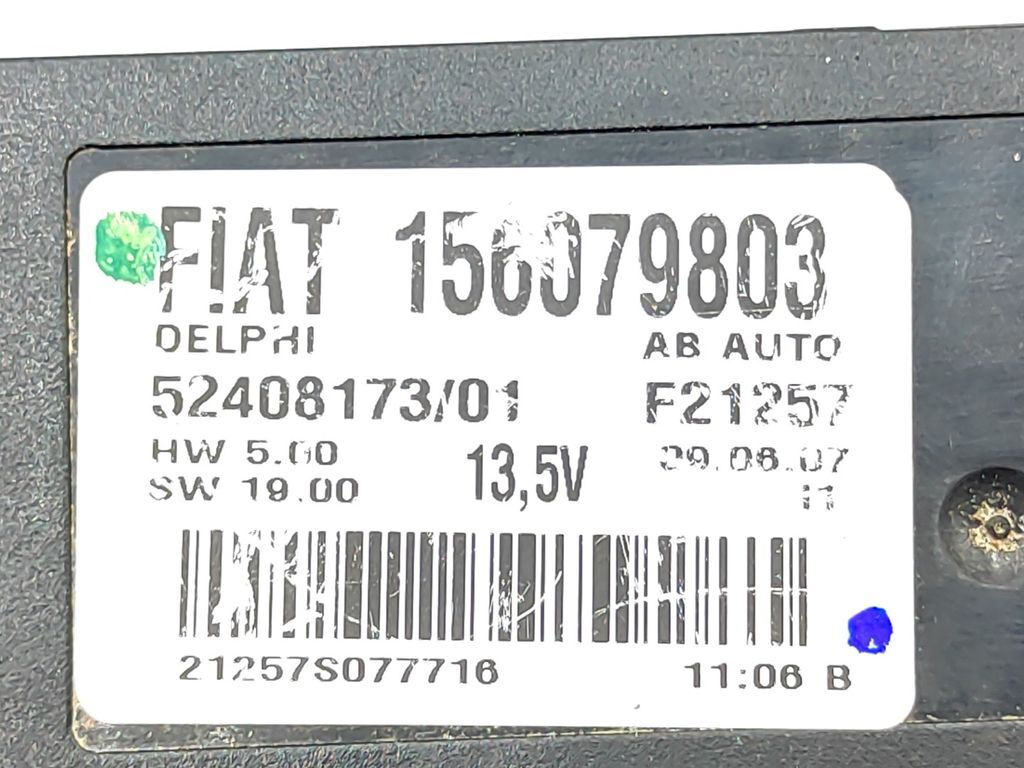 FIAT 156079803
DELPHI AB AUTO
52408173/01 F21257
HW 5.00 13,5V 09.06.07
SW 19.00 11
21257S077716 11:06 B